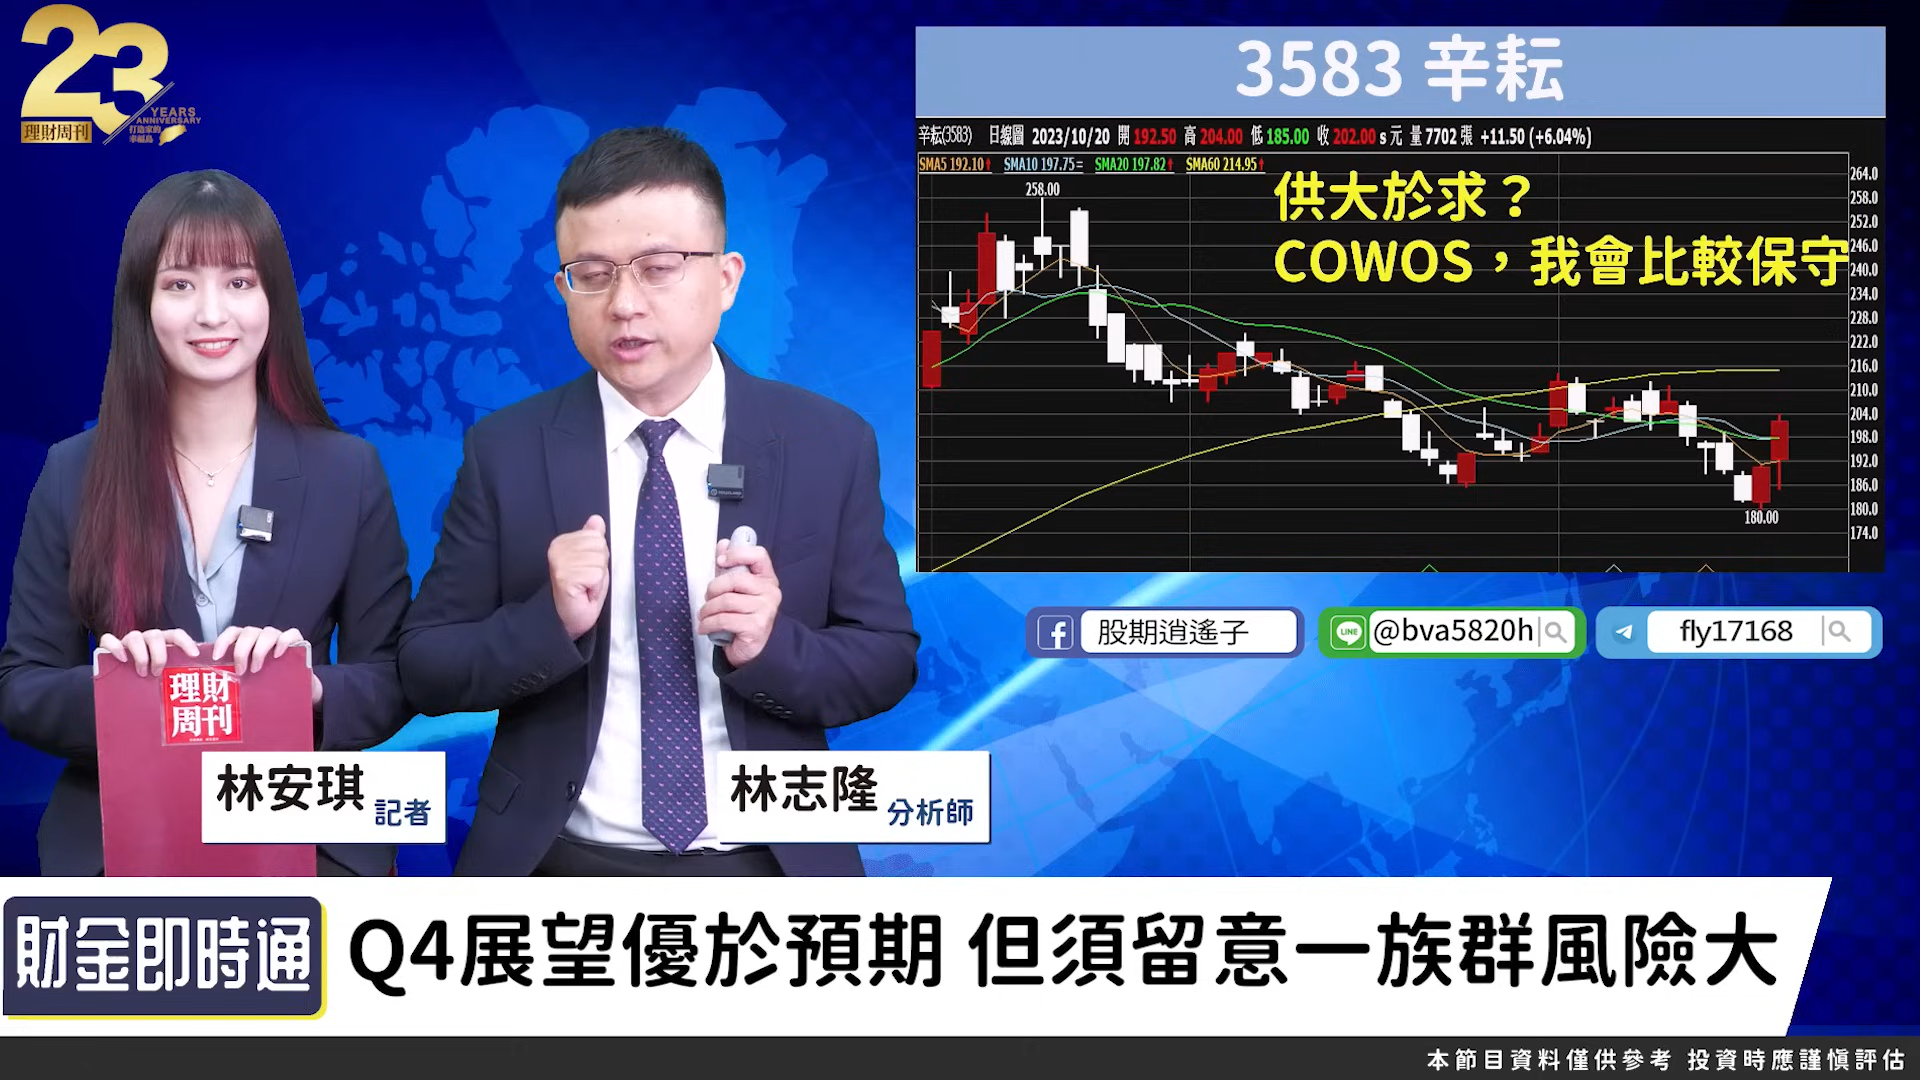 23
YEARS
ANNIVERSARY
理財周刊
打造家的
幸福島
3583 辛耘
辛耘(3583) 日線圖 2023/10/20 開 192.50 高 204.00 低 185.00 收 202.00 s 元 量 7702 張 +11.50 (+6.04%)
SMA5 192.10↑ SMA10 197.75= SMA20 197.82↑ SMA60 214.95↑
供大於求？
COWOS，我會比較保守
258.00
180.00
264.0
258.0
252.0
246.0
240.0
234.0
228.0
222.0
216.0
210.0
204.0
198.0
192.0
186.0
180.0
174.0
f 股期逍遙子
LINE @bva5820h
fly17168
理財
周刊
林安琪 記者
林志隆 分析師
財金即時通
Q4展望優於預期 但須留意一族群風險大
本節目資料僅供參考 投資時應謹慎評估